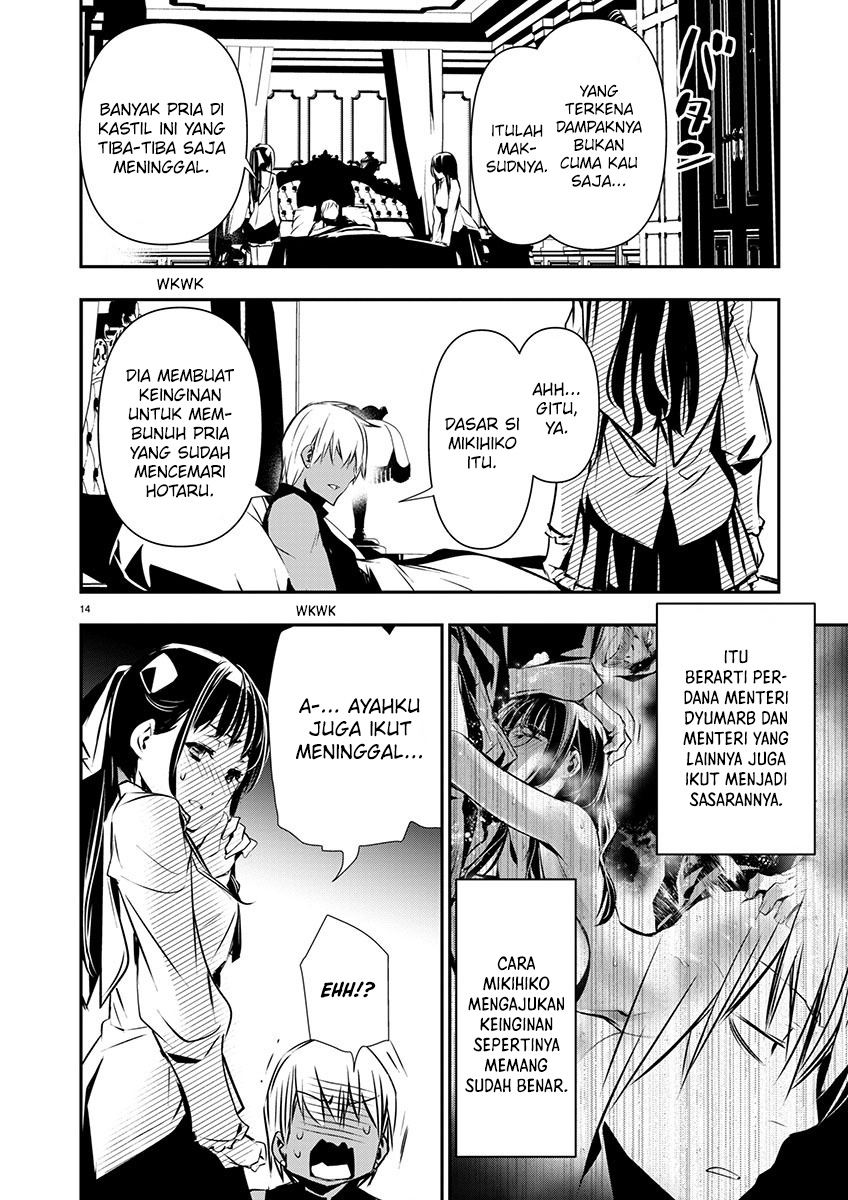 バタン
YANG
TERKENA
DAMPAKNYA
BUKAN
CUMA KAU
SAJA...
ITULAH
MAK-
SUDNYA.
BANYAK PRIA DI
KASTIL INI YANG
TIBA-TIBA SAJA
MENINGGAL.
WKWK
AHH...
GITU,
YA.
DASAR SI
MIKIHIKO
ITU.
DIA MEMBUAT
KEINGINAN
UNTUK MEM-
BUNUH PRIA
YANG SUDAH
MENCEMARI
HOTARU.
14
WKWK
ITU
BERARTI PER-
DANA MENTERI
DYUMARB DAN
MENTERI YANG
LAINNYA JUGA
IKUT MENJADI
SASARANNYA.
CARA
MIKIHIKO
MENGAJUKAN
KEINGINAN
SEPERTINYA
MEMANG
SUDAH BENAR.
A-... AYAHKU
JUGA IKUT
MENINGGAL...
EHH!?